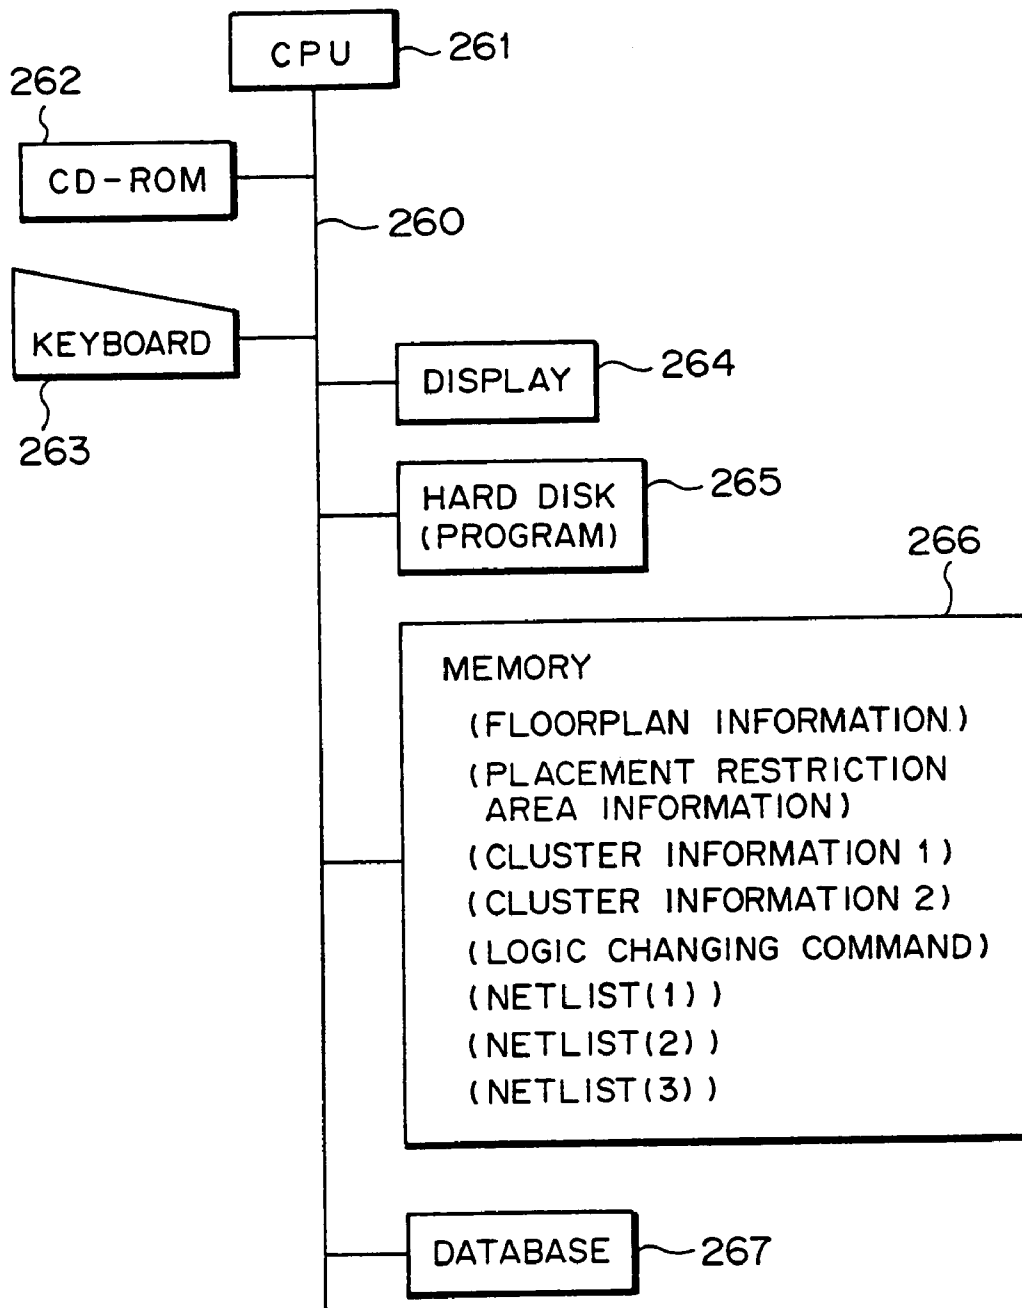 CPU
261
262
CD-ROM
260
KEYBOARD
263
DISPLAY
264
HARD DISK
(PROGRAM)
265
266
MEMORY
(FLOORPLAN INFORMATION)
(PLACEMENT RESTRICTION
AREA INFORMATION)
(CLUSTER INFORMATION 1)
(CLUSTER INFORMATION 2)
(LOGIC CHANGING COMMAND)
(NETLIST(1))
(NETLIST(2))
(NETLIST(3))
DATABASE
267